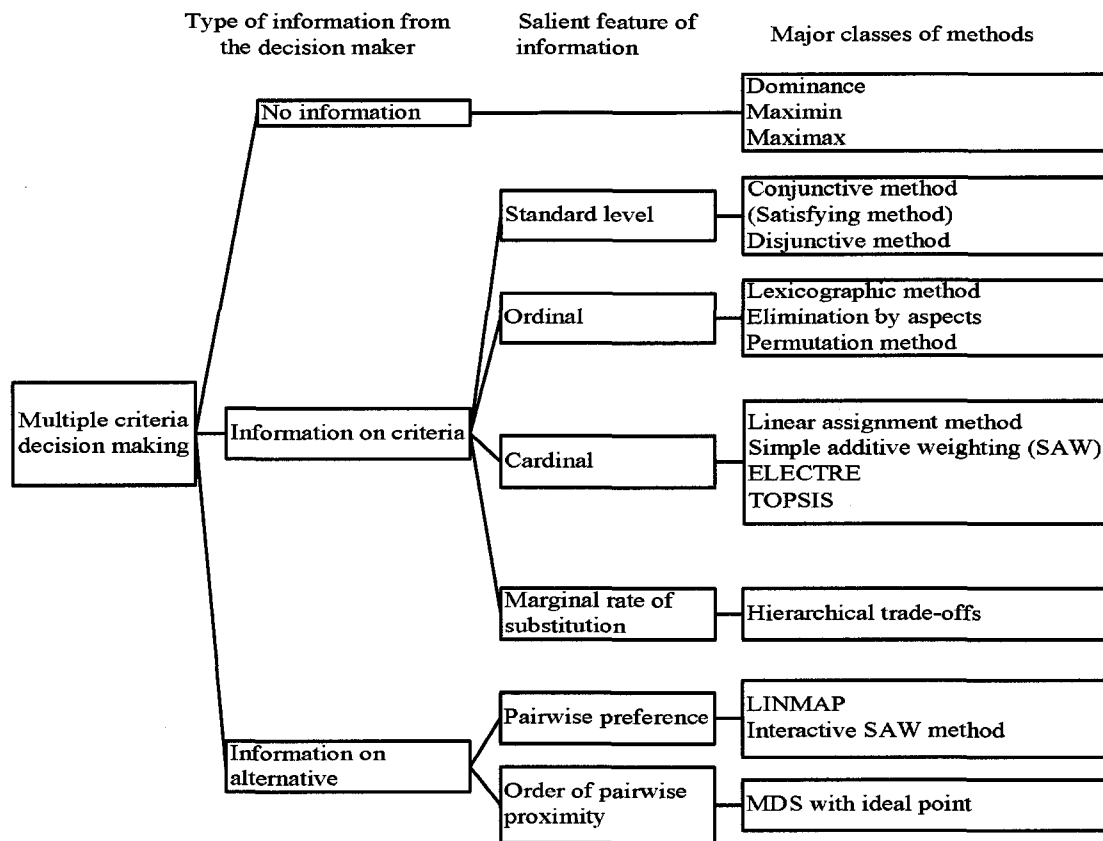 Type of information from
the decision maker
Salient feature of
information
Major classes of methods
No information
Dominance
Maximin
Maximax
Standard level
Conjunctive method
(Satisfying method)
Disjunctive method
Ordinal
Lexicographic method
Elimination by aspects
Permutation method
Multiple criteria
decision making
Information on criteria
Cardinal
Linear assignment method
Simple additive weighting (SAW)
ELECTRE
TOPSIS
Marginal rate of
substitution
Hierarchical trade-offs
Information on
alternative
Pairwise preference
LINMAP
Interactive SAW method
Order of pairwise
proximity
MDS with ideal point